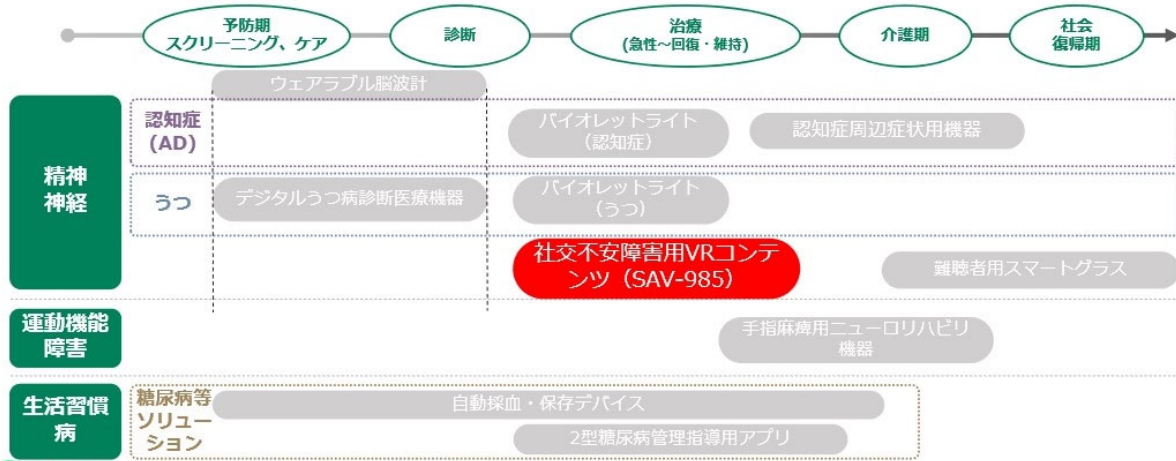 予防期
スクリーニング、ケア
診断
治療
(急性～回復・維持)
介護期
社会
復帰期
ウェアラブル脳波計
精神
神経
認知症
(AD)
バイオレットライト
（認知症）
認知症周辺症状用機器
うつ
デジタルうつ病診断医療機器
バイオレットライト
（うつ）
社交不安障害用VRコンテ
ンツ（SAV-985）
難聴者用スマートグラス
運動機能
障害
手指麻痺用ニューロリハビリ
機器
生活習慣
病
糖尿病等
ソリュー
ション
自動採血・保存デバイス
2型糖尿病管理指導用アプリ